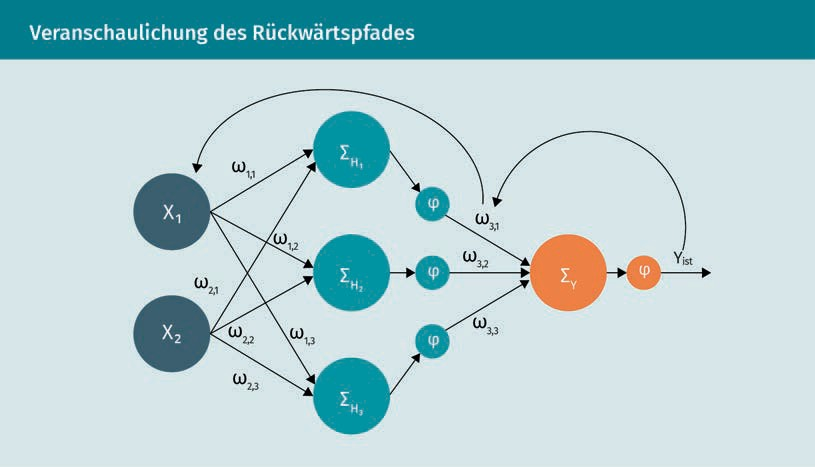 Veranschaulichung des Rückwärtspfades
ω1,1
ΣH1
X1
φ
ω3,1
ω1,2
ω3,2
Yist
ΣH2
φ
ΣY
φ
ω2,1
X2
ω2,2
ω1,3
φ
ω3,3
ω2,3
ΣH3